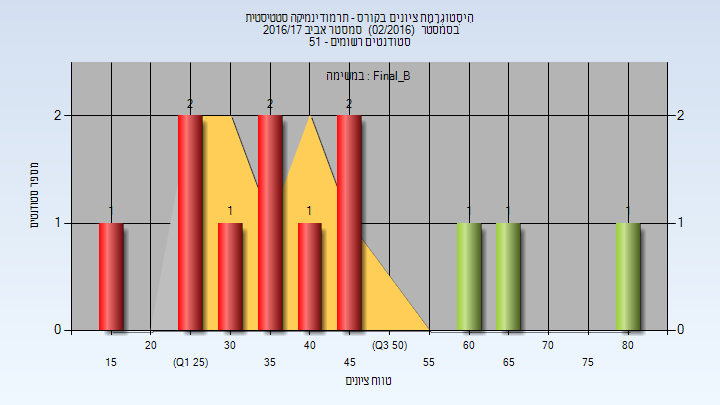 היסטוגרמת ציונים בקורס - תרמודינמיקה סטטיסטית
בסמסטר (02/2016) סמסטר אביב 2016/17
סטודנטים רשומים - 51
במשימה : Final_B
מספר סטודנטים
2 2 2 2 2
1 1 1 1 1 1 1 1
0 0
20 30 40 (Q3 50) 60 70 80
15 (Q1 25) 35 45 55 65 75
טווח ציונים